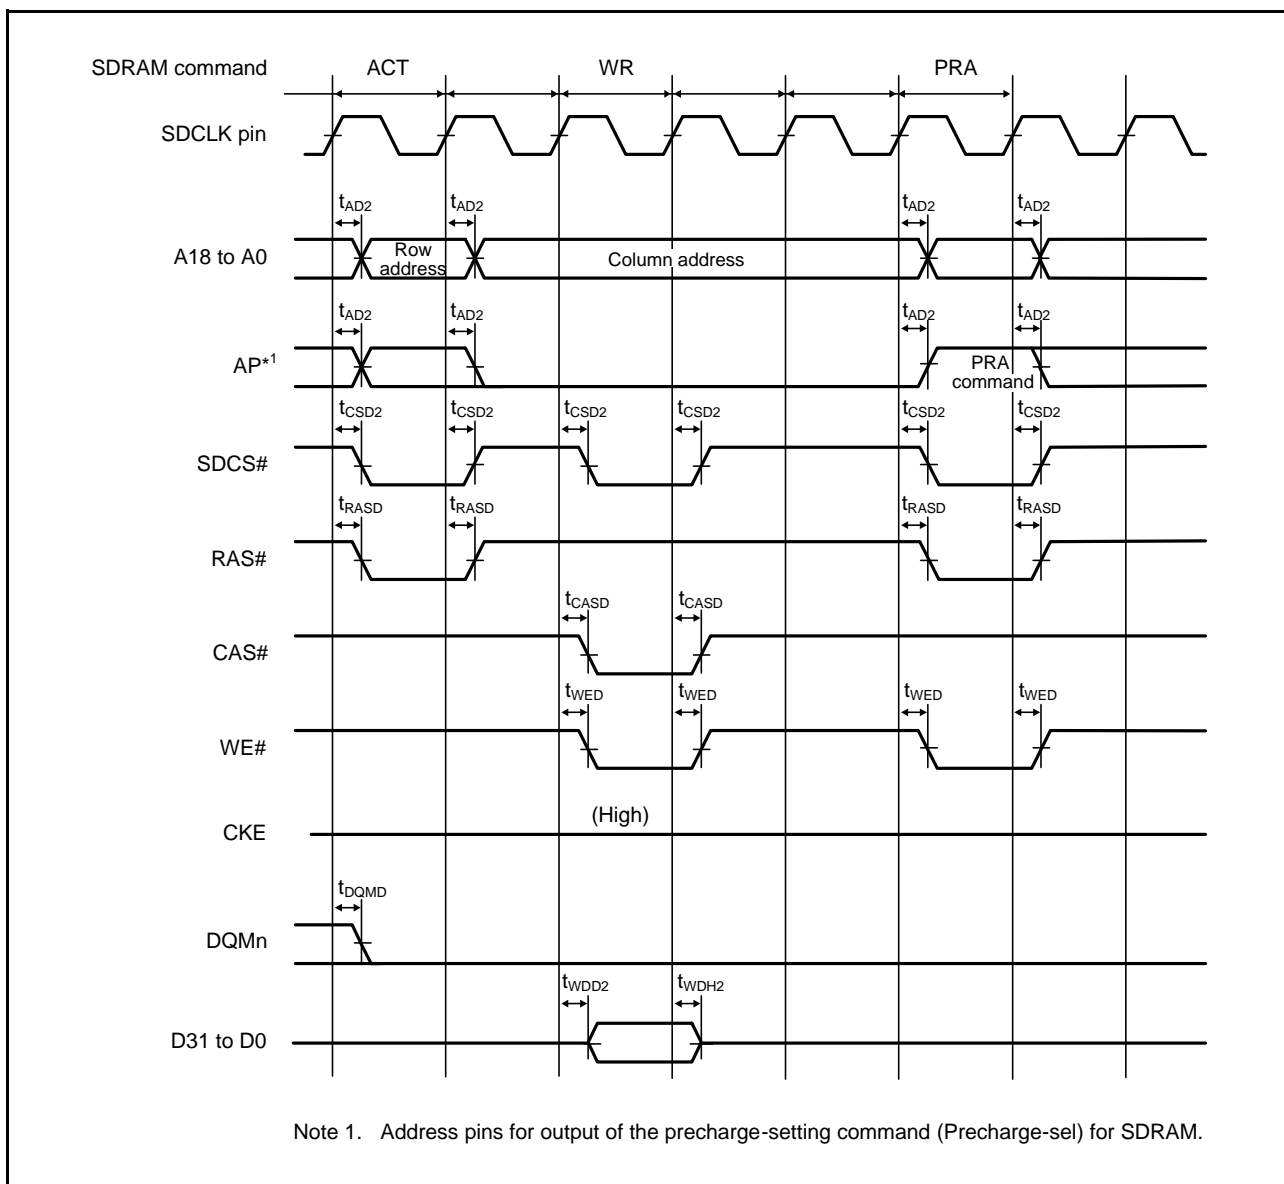 SDRAM command ACT WR PRA
SDCLK pin
tAD2 tAD2 tAD2 tAD2
A18 to A0 Row address Column address
tAD2 tAD2 tAD2 tAD2
AP*1 PRA command
tCSD2 tCSD2 tCSD2 tCSD2 tCSD2 tCSD2
SDCS#
tRASD tRASD tRASD tRASD
RAS#
tCASD tCASD
CAS#
tWED tWED tWED tWED
WE#
(High)
CKE
tDQMD
DQMn
tWDD2 tWDH2
D31 to D0
Note 1. Address pins for output of the precharge-setting command (Precharge-sel) for SDRAM.